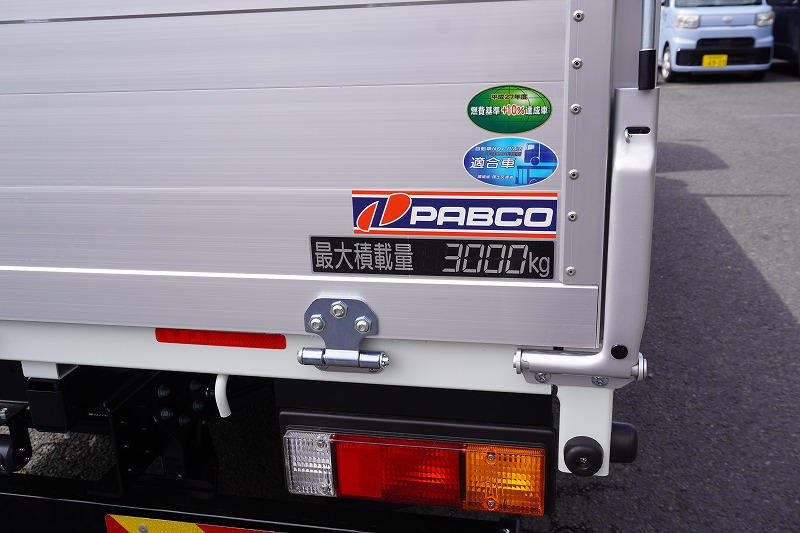 平成27年度
燃費基準+10%達成車
適合車
PABCO
最大積載量 3000kg